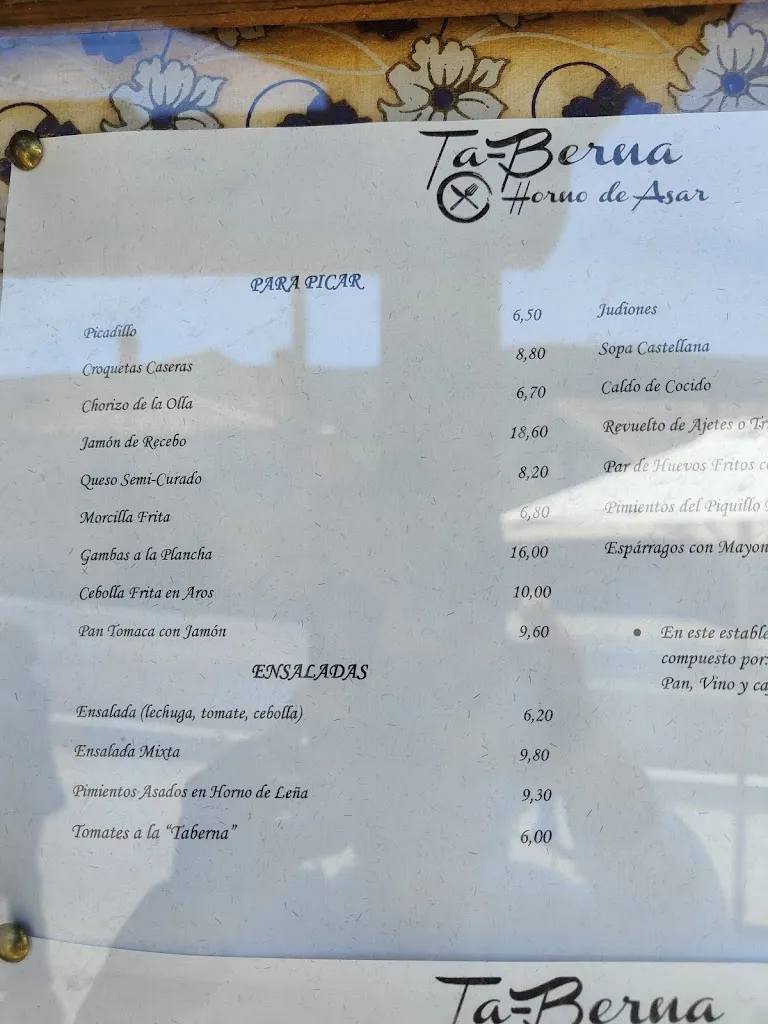 Ta-Berna
Horno de Asar
PARA PICAR
Picadillo 6,50
Croquetas Caseras 8,80
Chorizo de la Olla 6,70
Jamón de Recebo 18,60
Queso Semi-Curado 8,20
Morcilla Frita 6,80
Gambas a la Plancha 16,00
Cebolla Frita en Aros 10,00
Pan Tomaca con Jamón 9,60
ENSALADAS
Ensalada (lechuga, tomate, cebolla) 6,20
Ensalada Mixta 9,80
Pimientos Asados en Horno de Leña 9,30
Tomates a la “Taberna” 6,00
Judiones
Sopa Castellana
Caldo de Cocido
Revuelto de Ajetes o
Par de Huevos Fritos
Pimientos del Piquillo
Espárragos con
• En este
compuesto por:
Pan, Vino y
Ta-Berna